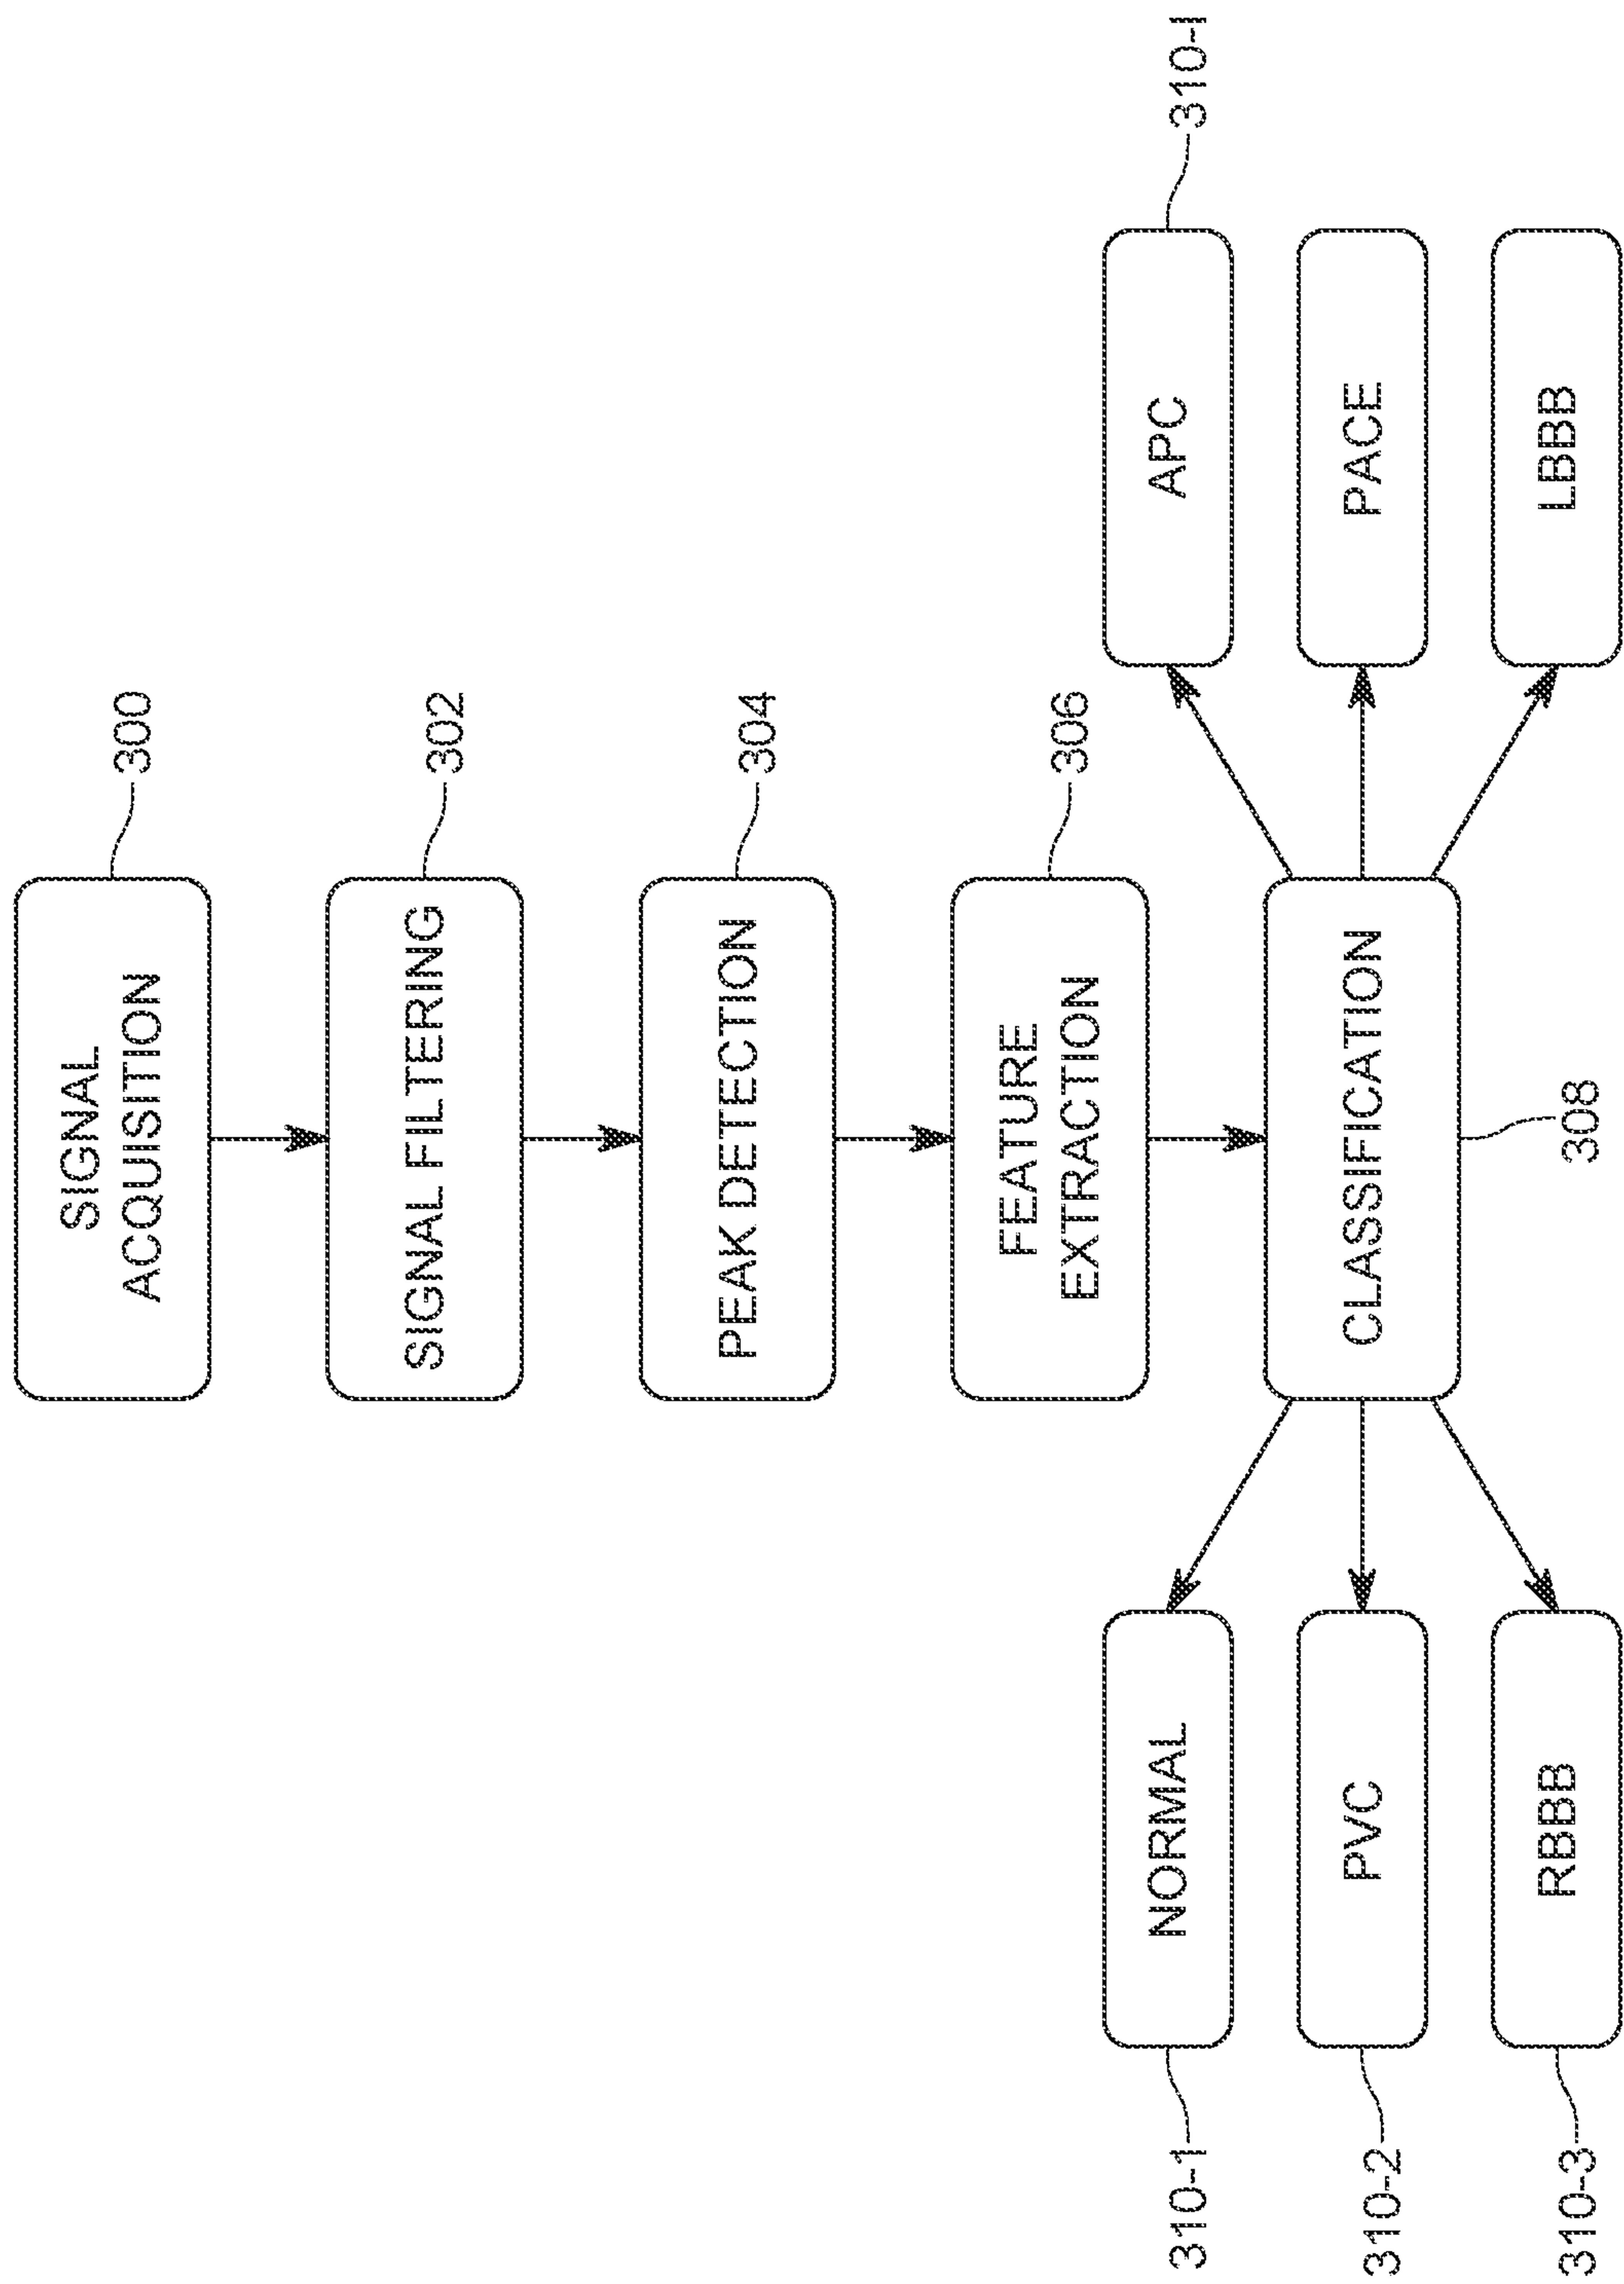 SIGNAL
ACQUISITION
300
SIGNAL FILTERING
302
PEAK DETECTION
304
FEATURE
EXTRACTION
306
CLASSIFICATION
308
NORMAL
310-1
PVC
310-2
RBBB
310-3
APC
310-I
PACE
LBBB